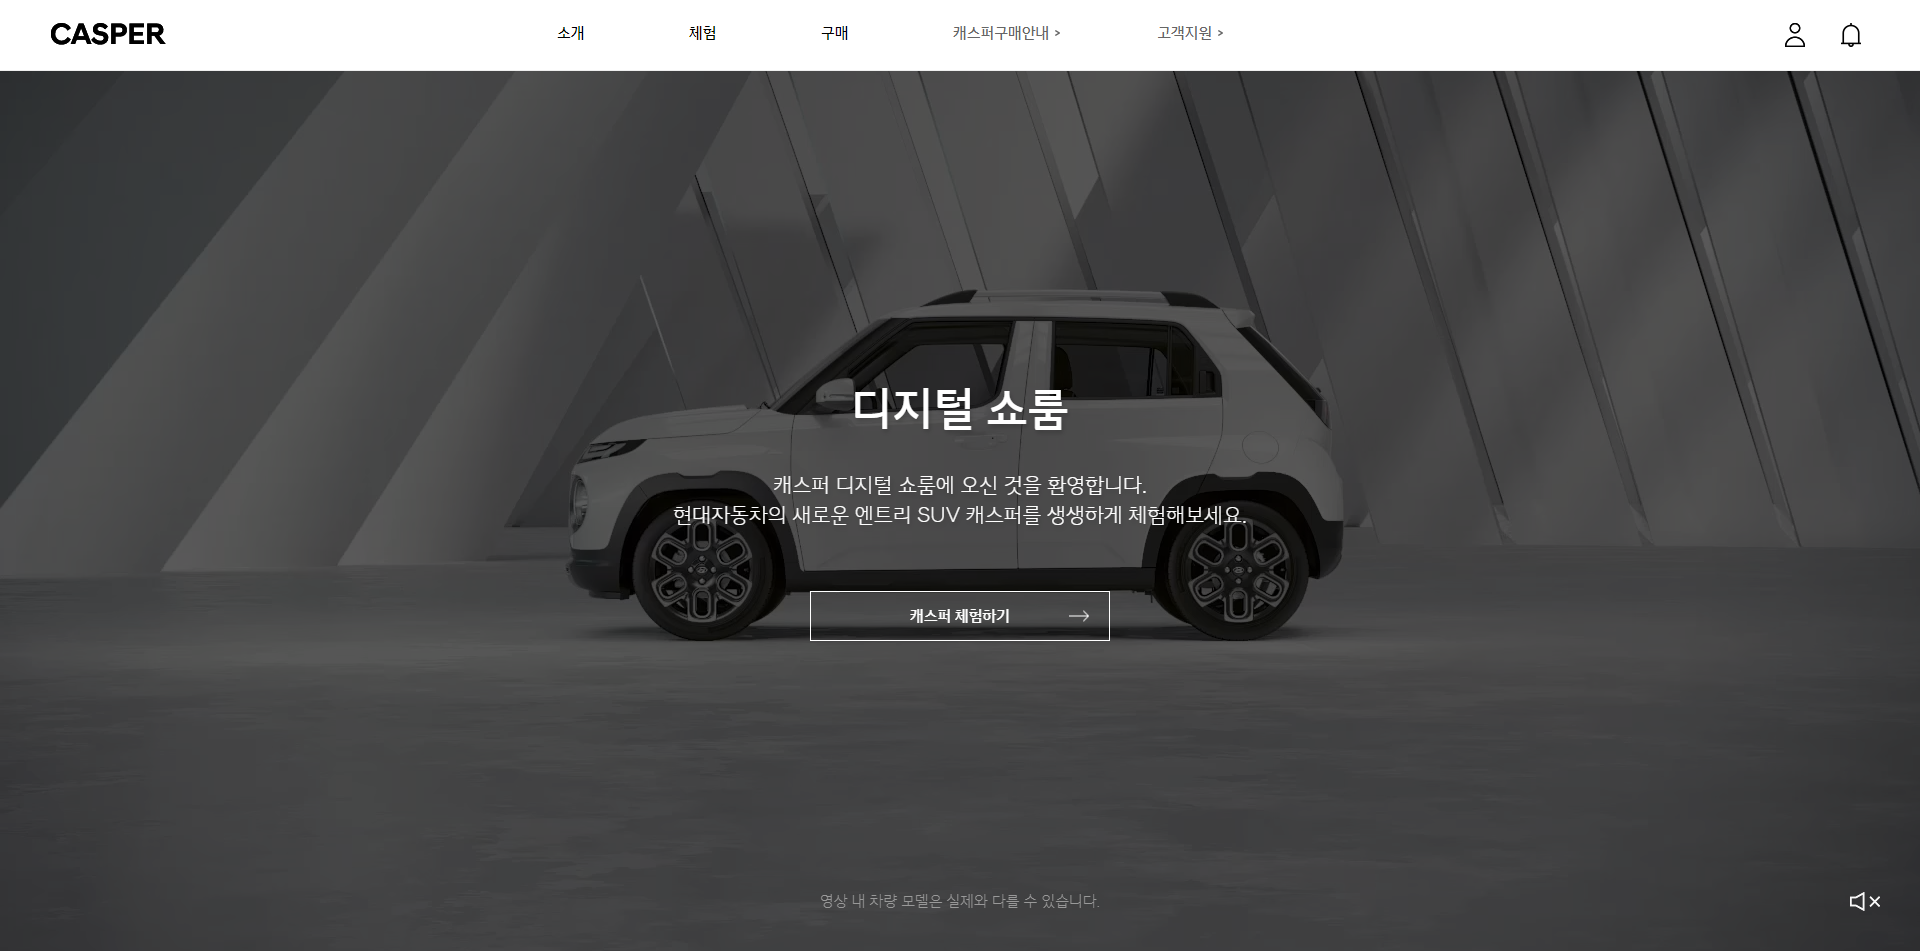 CASPER
소개
체험
구매
캐스퍼구매안내 >
고객지원 >
디지털 쇼룸
캐스퍼 디지털 쇼룸에 오신 것을 환영합니다.
현대자동차의 새로운 엔트리 SUV 캐스퍼를 생생하게 체험해보세요.
캐스퍼 체험하기
영상 내 차량 모델은 실제와 다를 수 있습니다.